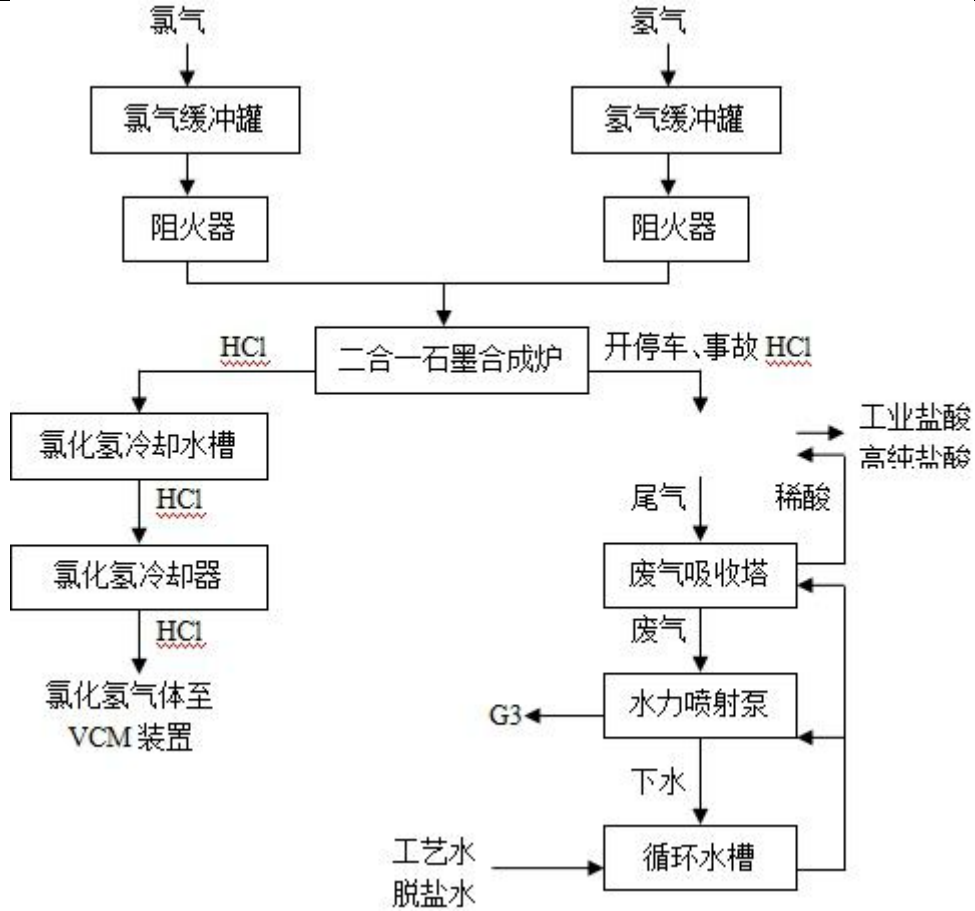 氯气
氢气
氯气缓冲罐
氢气缓冲罐
阻火器
阻火器
HCl
二合一石墨合成炉
开停车、事故 HCl
氯化氢冷却水槽
工业盐酸
高纯盐酸
HCl
尾气
稀酸
氯化氢冷却器
废气吸收塔
HCl
废气
氯化氢气体至
VCM 装置
G3
水力喷射泵
下水
工艺水
脱盐水
循环水槽